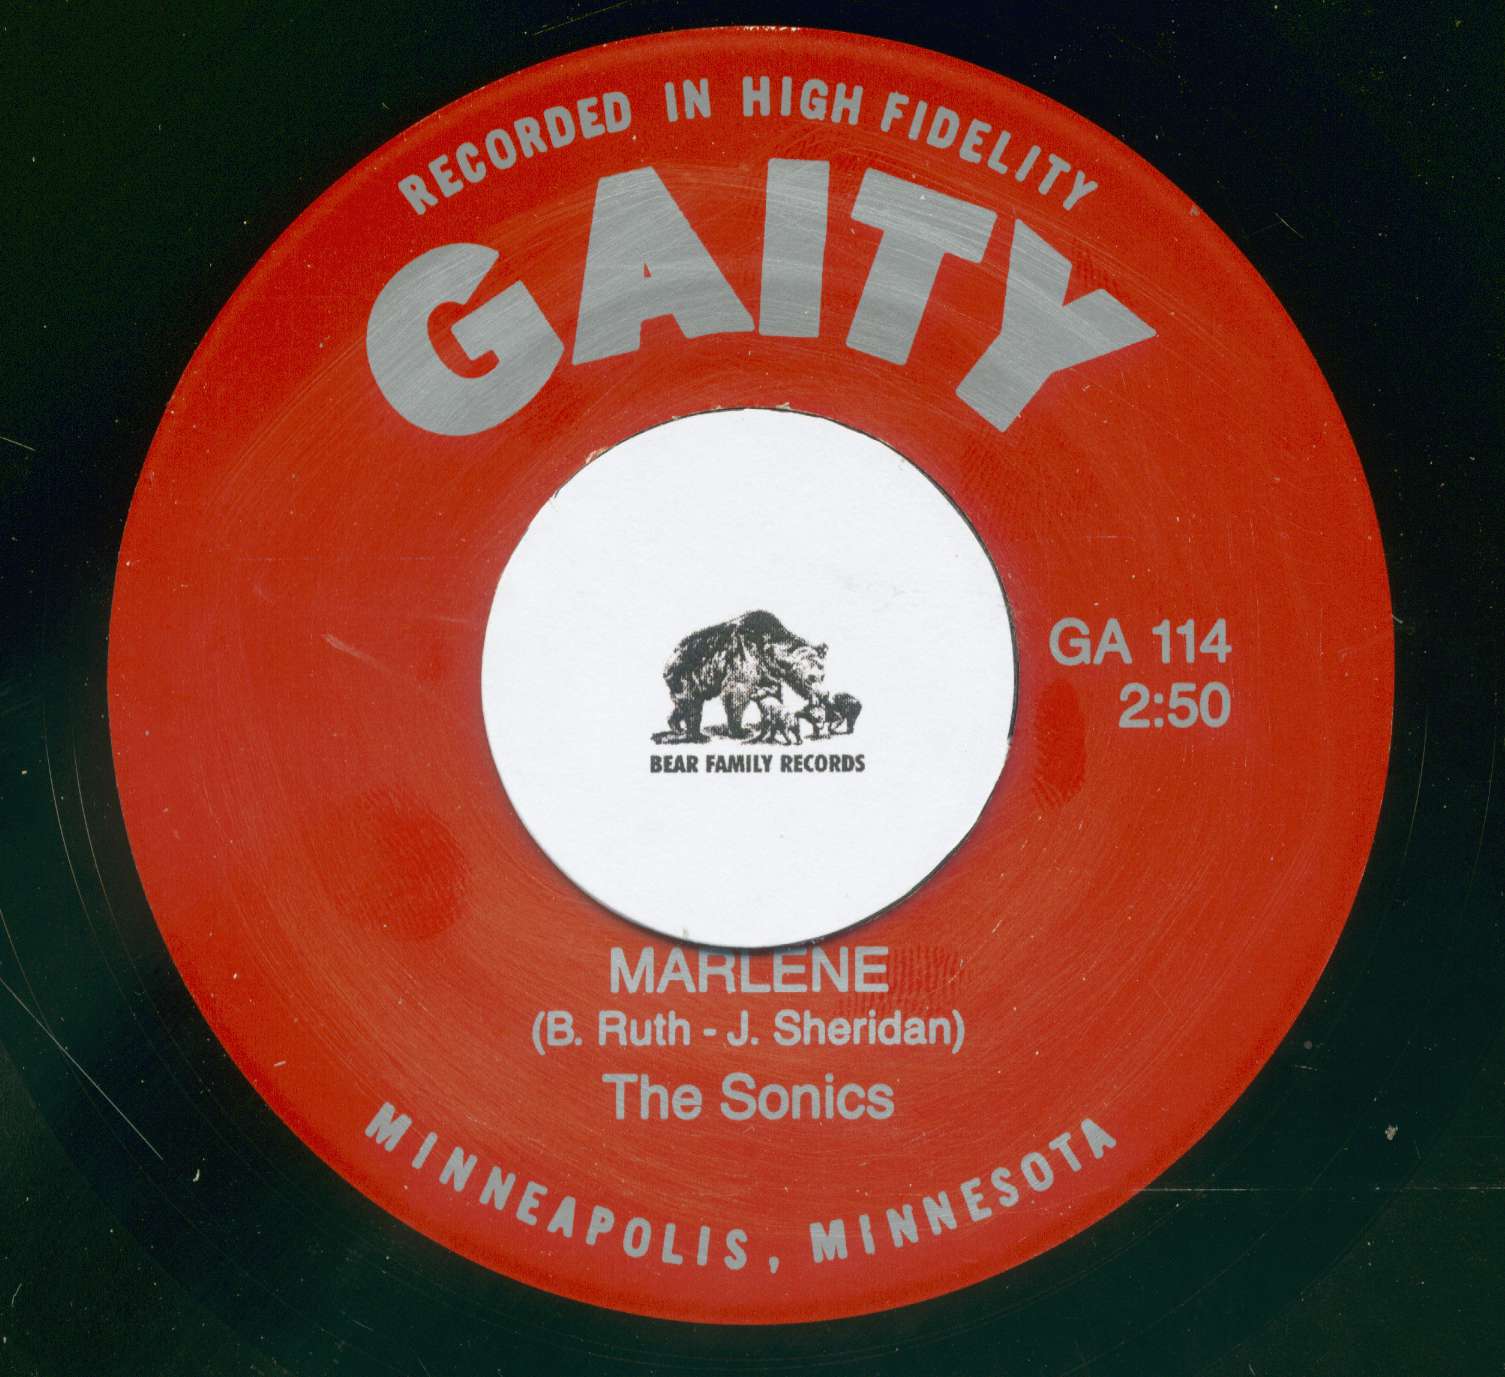 RECORDED IN HIGH FIDELITY
GAITY
GA 114
2:50
BEAR FAMILY RECORDS
MARLENE
(B. Ruth - J. Sheridan)
The Sonics
MINNEAPOLIS, MINNESOTA